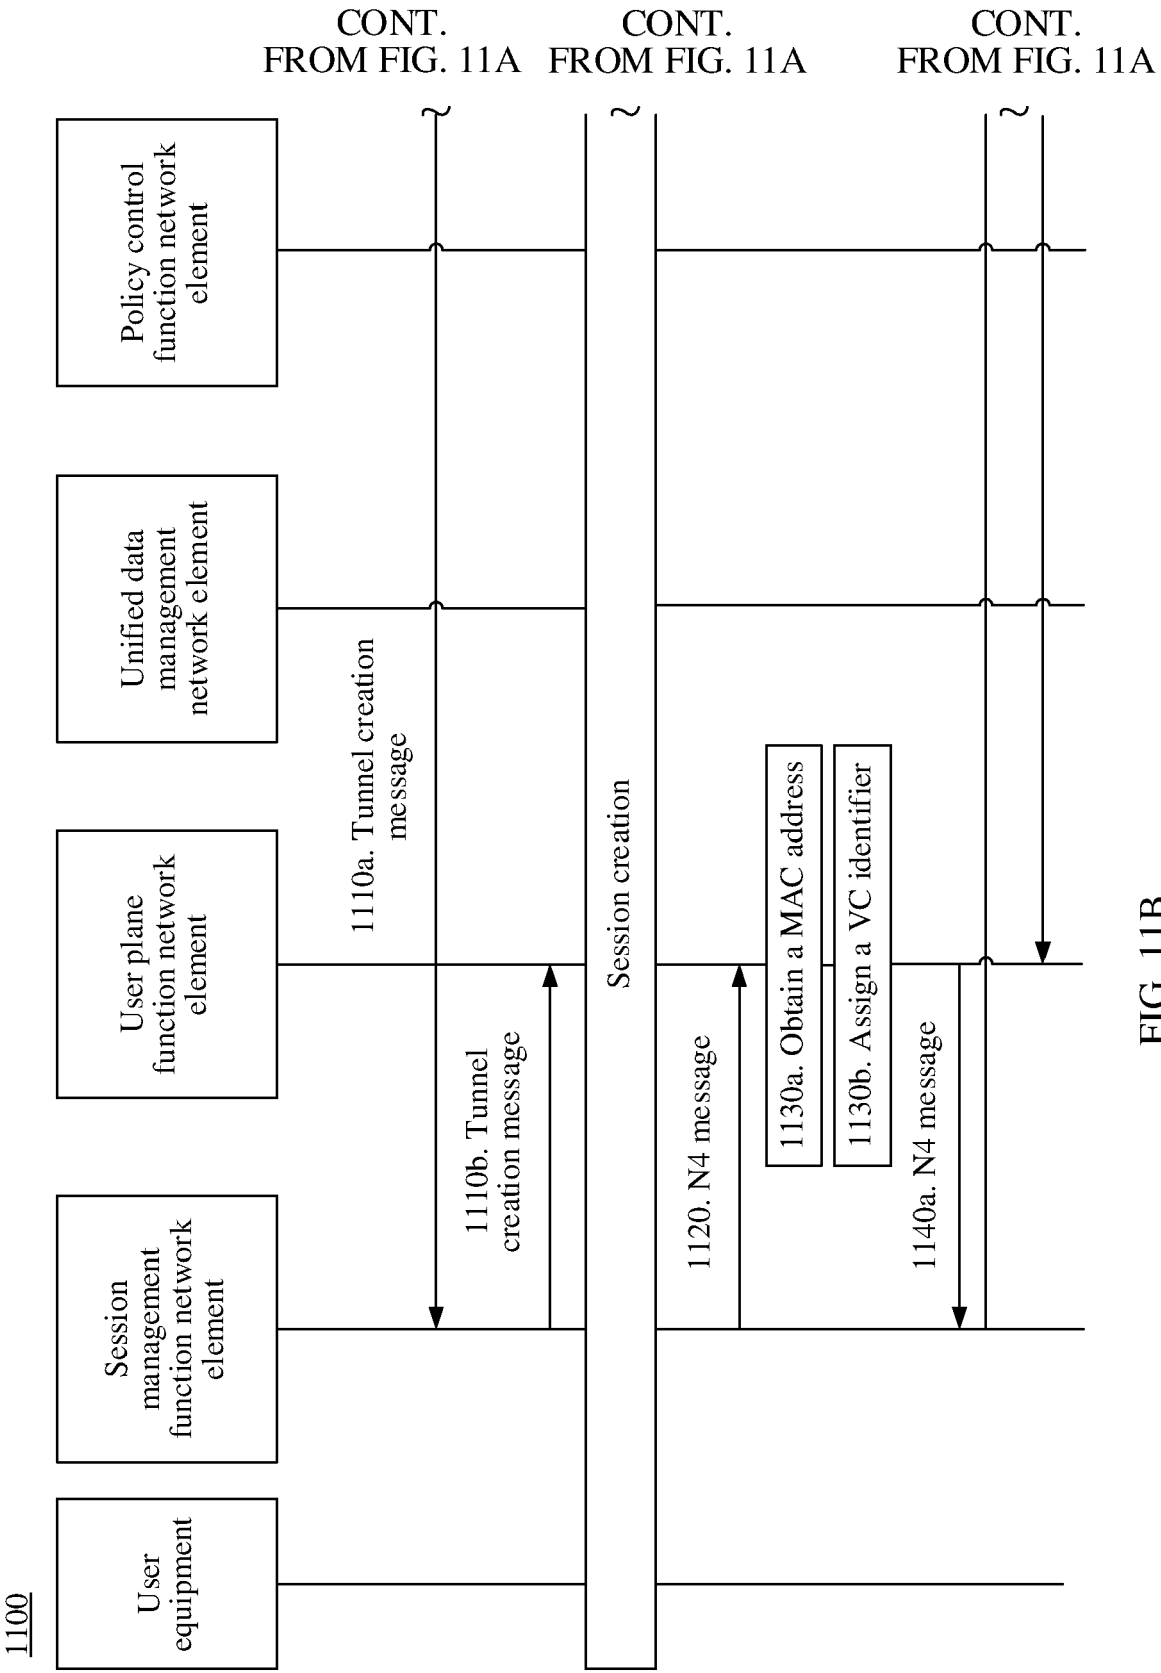 1100
User
equipment
Session
management
function network
element
User plane
function network
element
Unified data
management
network element
Policy control
function network
element
CONT.
FROM FIG. 11A
1110a. Tunnel creation
message
1110b. Tunnel
creation message
CONT.
FROM FIG. 11A
Session creation
1120. N4 message
1130a. Obtain a MAC address
1130b. Assign a VC identifier
1140a. N4 message
CONT.
FROM FIG. 11A
FIG. 11B